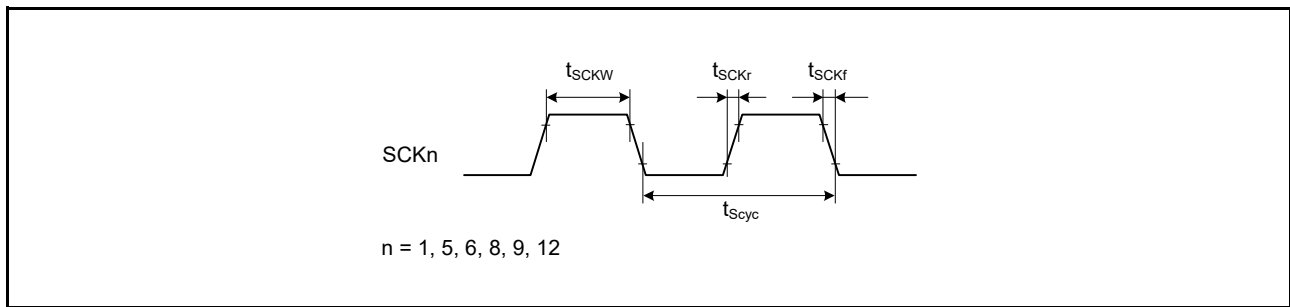 tSCKW tSCKr tSCKf
SCKn
tScyc
n = 1, 5, 6, 8, 9, 12